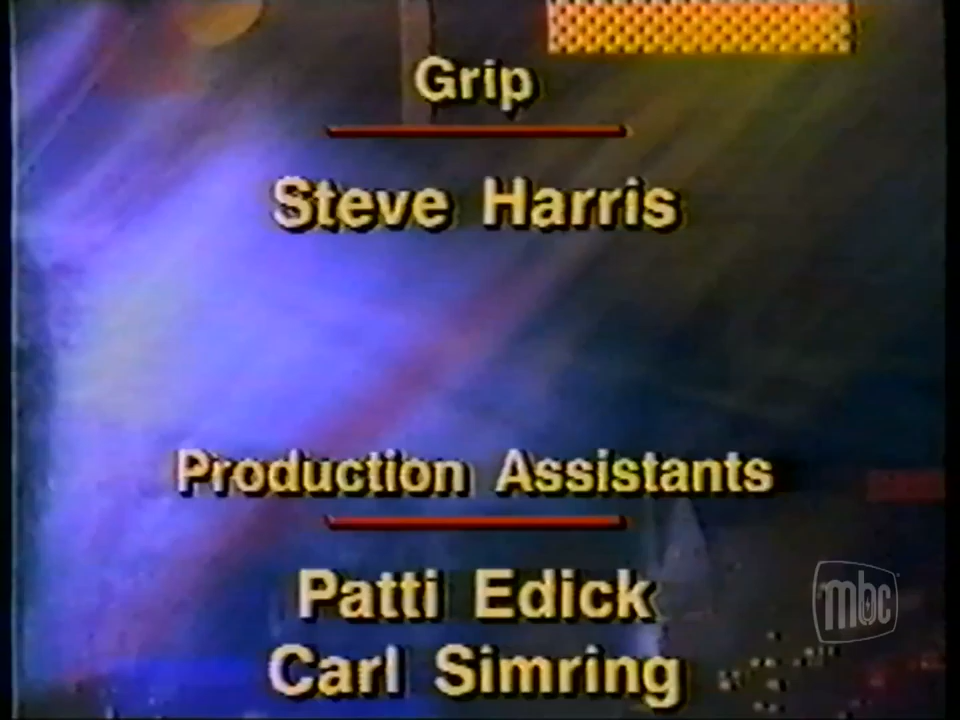 Grip
Steve Harris
Production Assistants
Patti Edick
Carl Simring
mbc